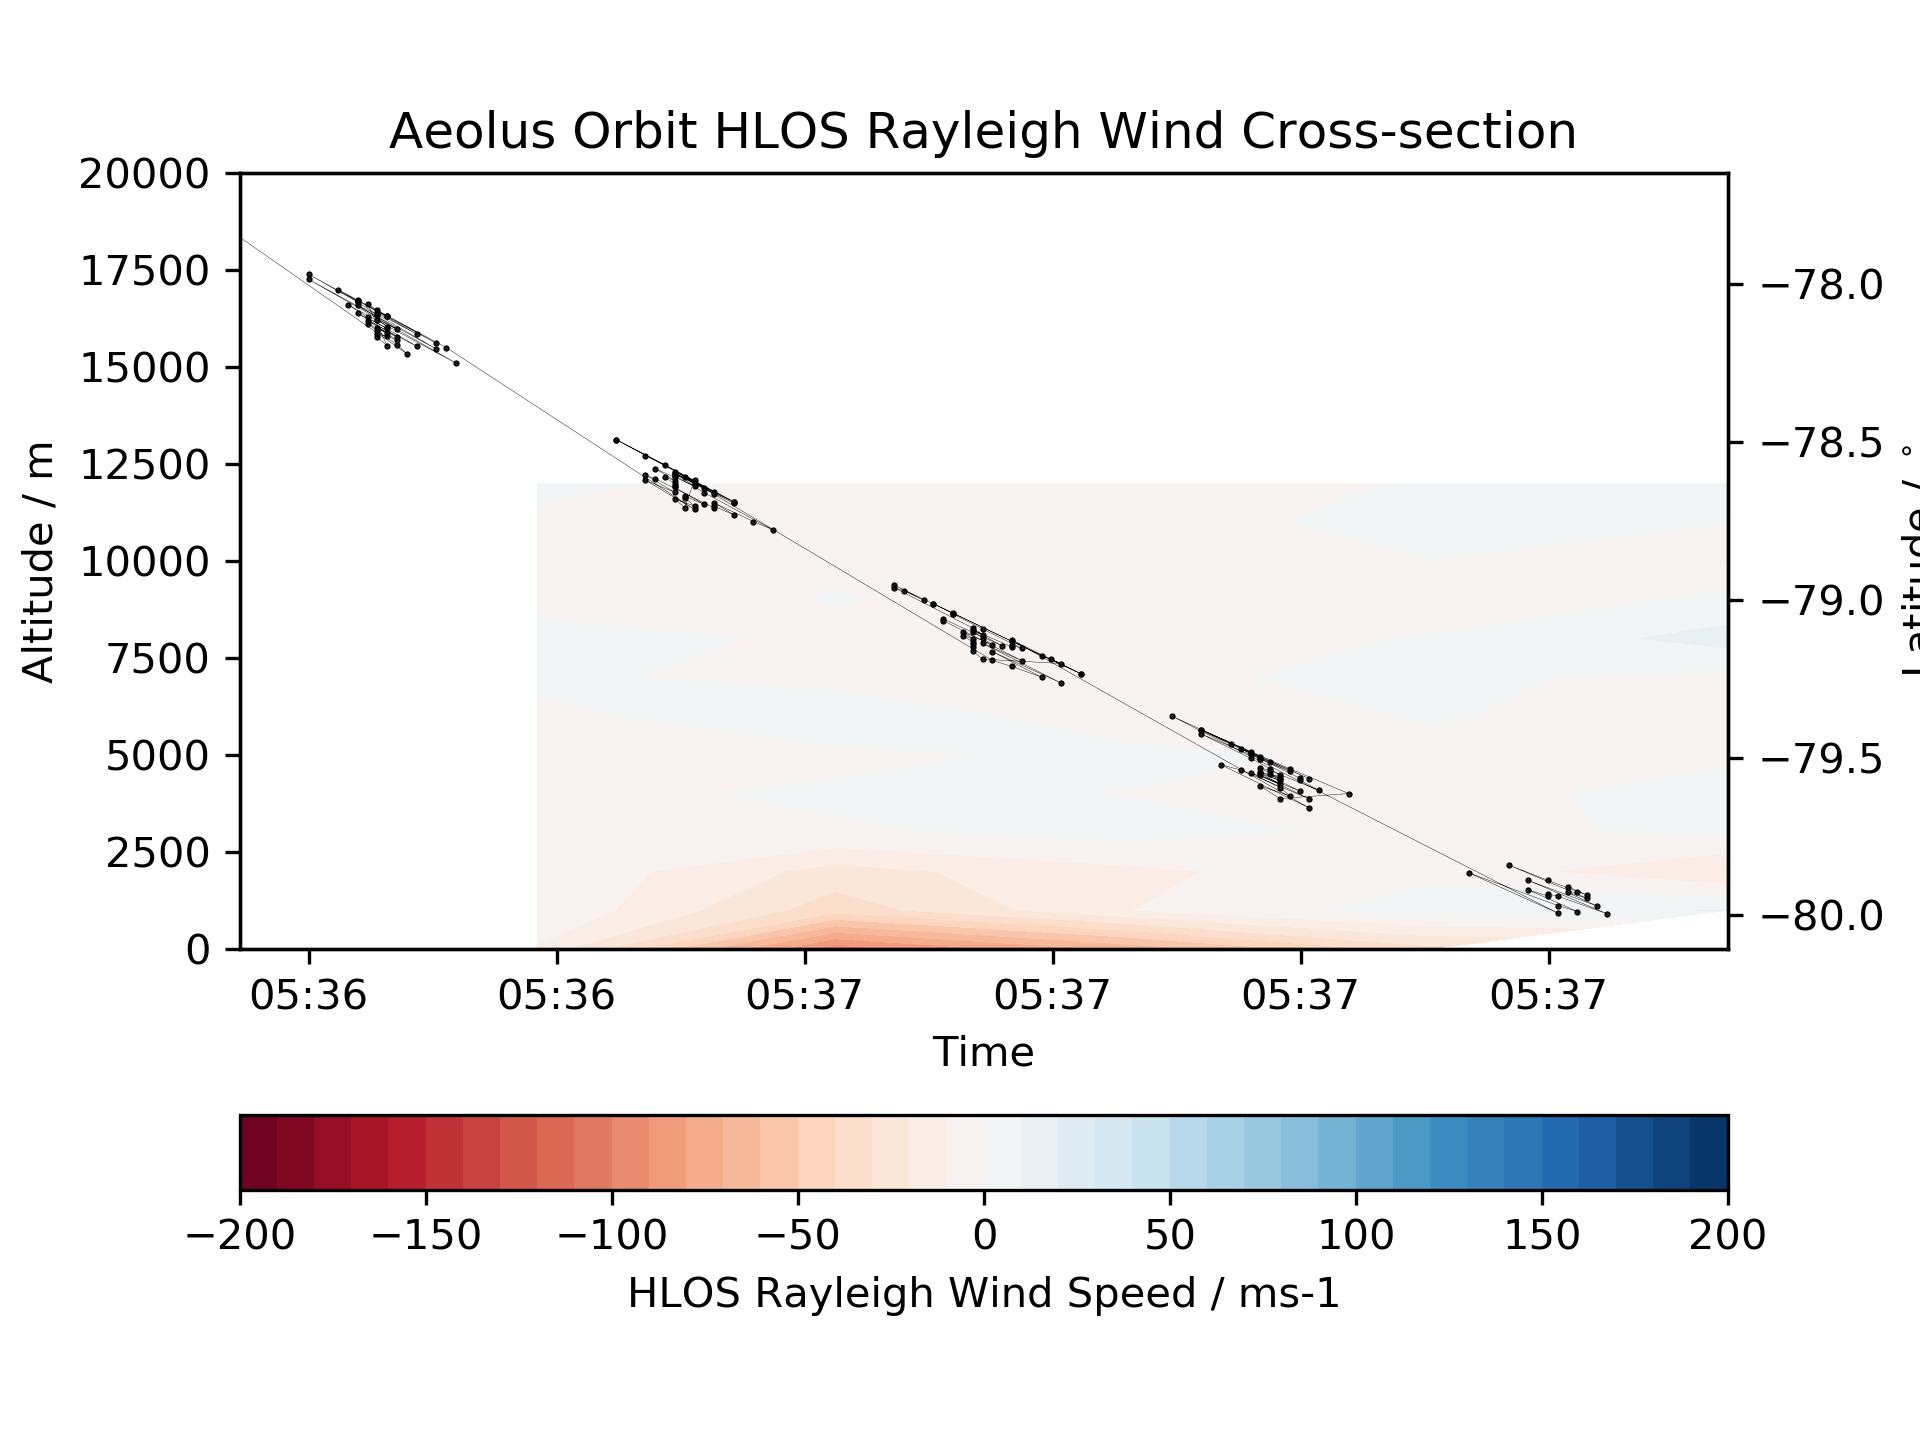 Aeolus Orbit HLOS Rayleigh Wind Cross-section
20000
17500
15000
12500
10000
7500
5000
2500
0
Altitude / m
−78.0
−78.5
−79.0
−79.5
−80.0
Latitude / °
05:36 05:36 05:37 05:37 05:37 05:37
Time
−200 −150 −100 −50 0 50 100 150 200
HLOS Rayleigh Wind Speed / ms-1